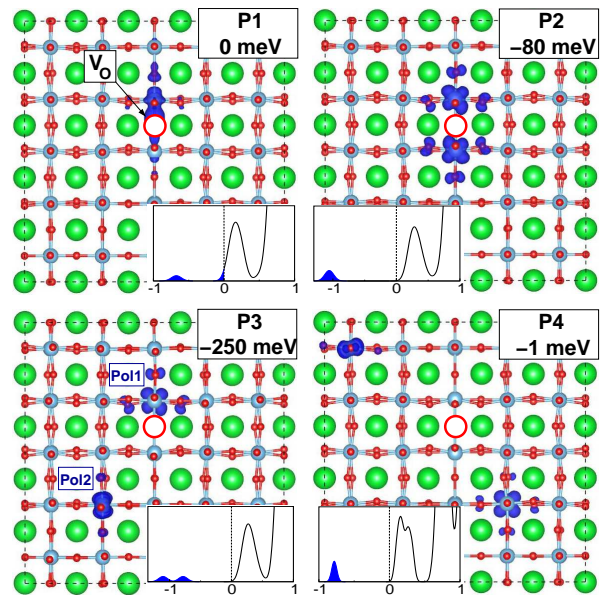 P1
0 meV
V_O
-1 0 1
P2
−80 meV
-1 0 1
P3
−250 meV
Pol1
Pol2
-1 0 1
P4
−1 meV
-1 0 1